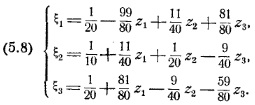 (5.8) { ξ₁ = 1/20 − 99/80 z₁ + 11/40 z₂ + 81/80 z₃,
ξ₂ = 1/10 + 11/40 z₁ + 1/20 z₂ − 9/40 z₃,
ξ₃ = 1/20 + 81/80 z₁ − 9/40 z₂ − 59/80 z₃.